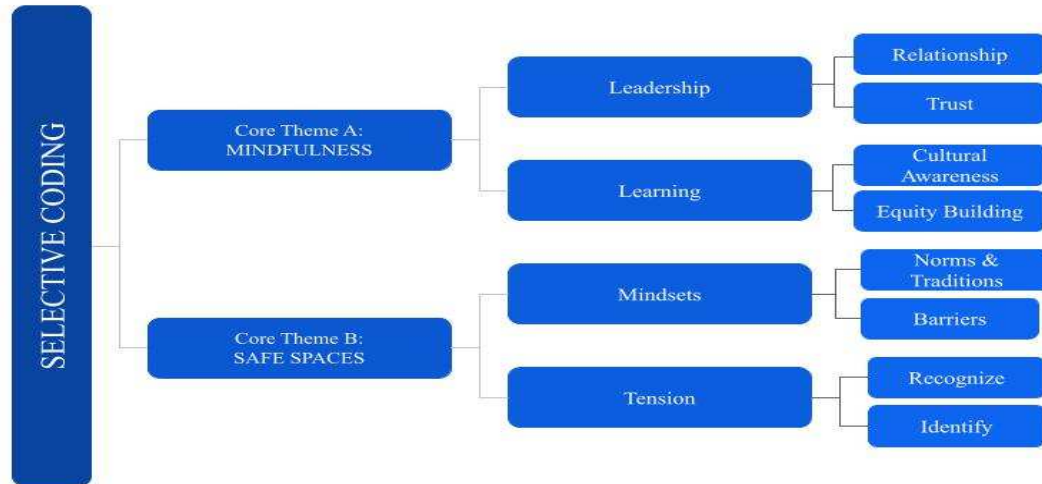 SELECTIVE CODING
Core Theme A:
MINDFULNESS
Leadership
Relationship
Trust
Learning
Cultural
Awareness
Equity Building
Core Theme B:
SAFE SPACES
Mindsets
Norms &
Traditions
Barriers
Tension
Recognize
Identify